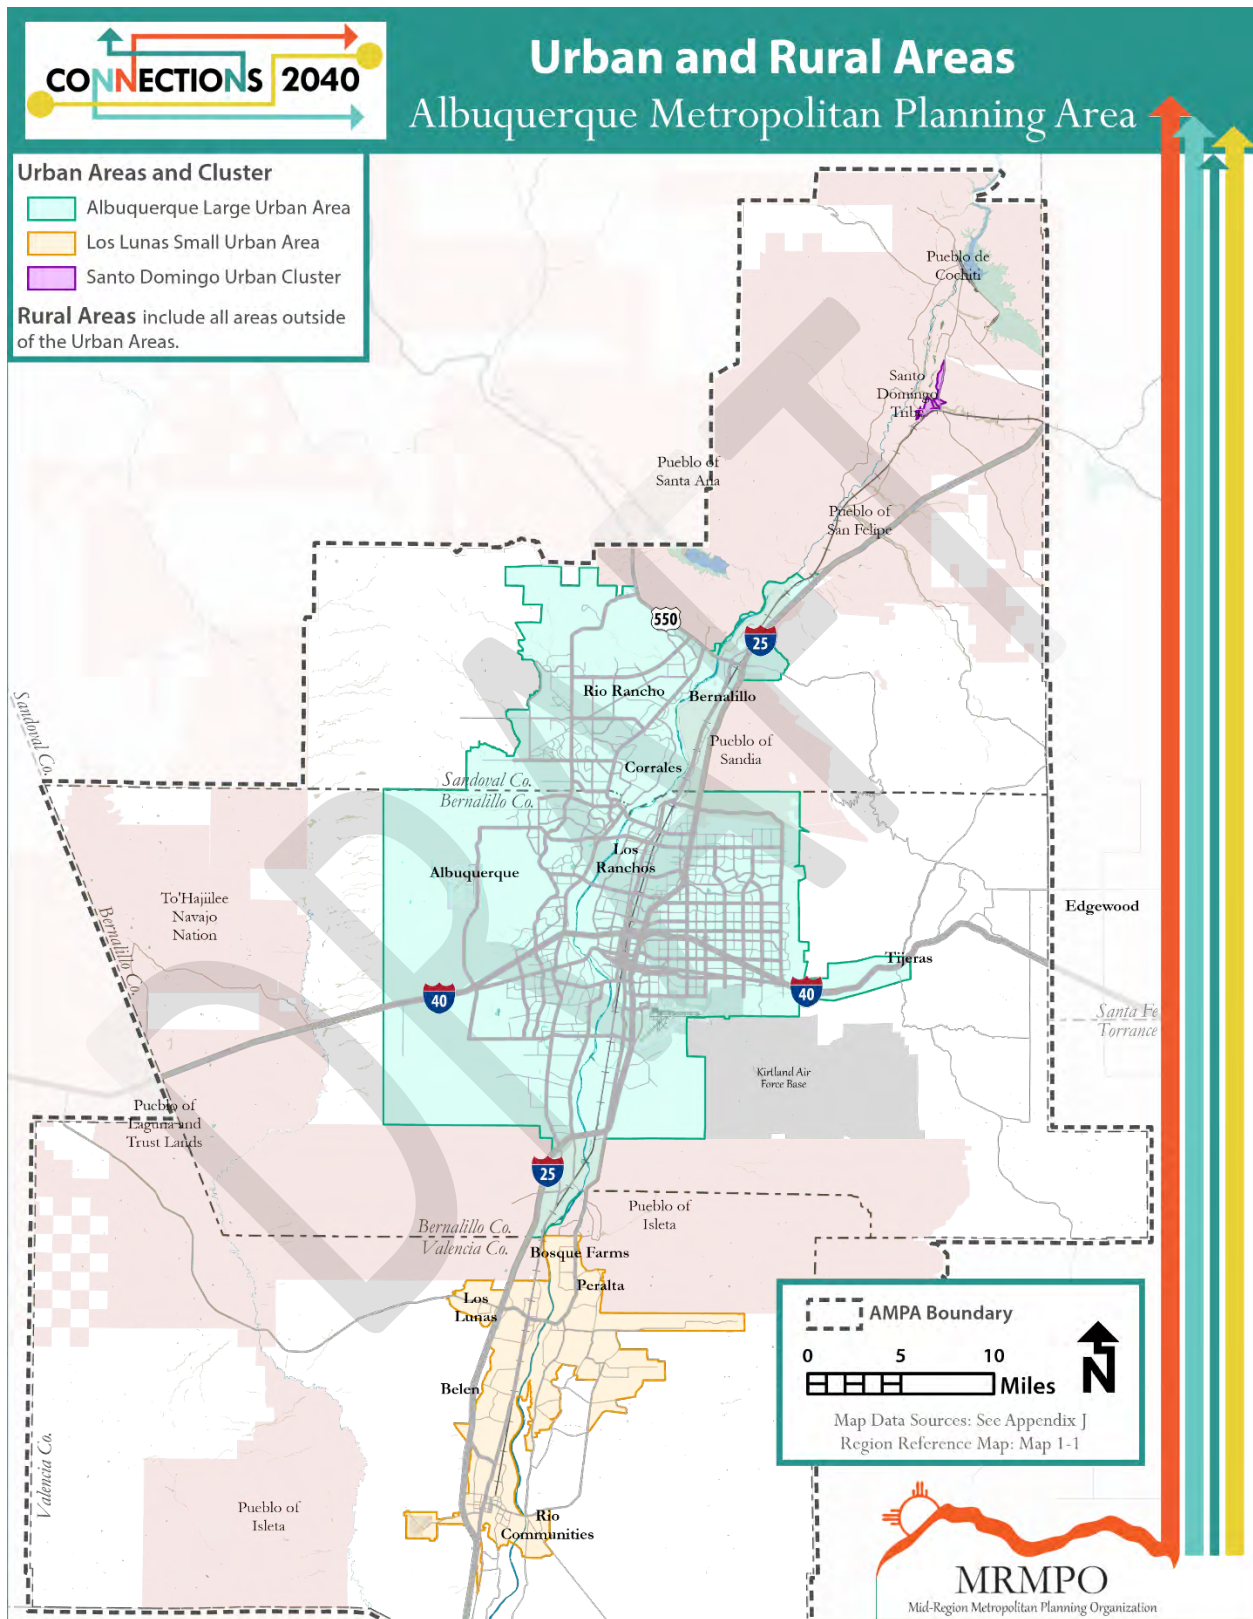 CONNECTIONS 2040
Urban and Rural Areas
Albuquerque Metropolitan Planning Area
Urban Areas and Cluster
Albuquerque Large Urban Area
Los Lunas Small Urban Area
Santo Domingo Urban Cluster
Rural Areas include all areas outside
of the Urban Areas.
Pueblo de
Cochiti
Santo
Domingo
Tribe
Pueblo of
Santa Ana
Pueblo of
San Felipe
550
25
Rio Rancho
Bernalillo
Pueblo of
Sandia
Corrales
Sandoval Co.
Sandoval Co.
Bernalillo Co.
Los
Ranchos
Albuquerque
To'Hajiilee
Navajo
Nation
Bernalillo Co.
Edgewood
Tijeras
40
40
Santa Fe
Torrance
Kirtland Air
Force Base
Pueblo of
Laguna and
Trust Lands
25
Pueblo of
Isleta
Bernalillo Co.
Valencia Co.
Bosque Farms
Peralta
Los
Lunas
Belen
Valencia Co.
Pueblo of
Isleta
Rio
Communities
AMPA Boundary
0 5 10
Miles
N
Map Data Sources: See Appendix J
Region Reference Map: Map 1-1
MRMPO
Mid-Region Metropolitan Planning Organization
DRAFT